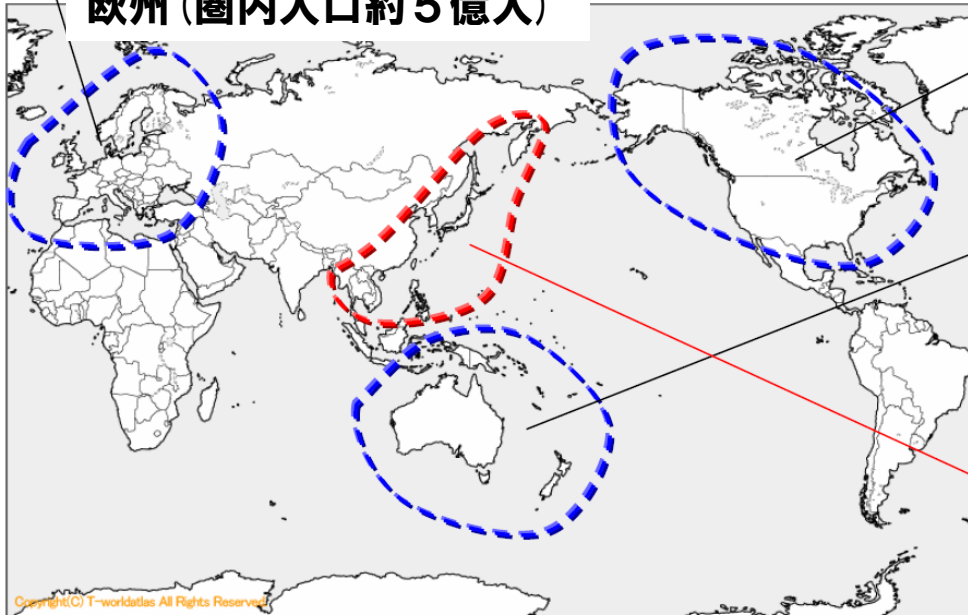 欧州（圏内人口約５億人）
Copyright(C) T-worldatlas All Rights Reserved